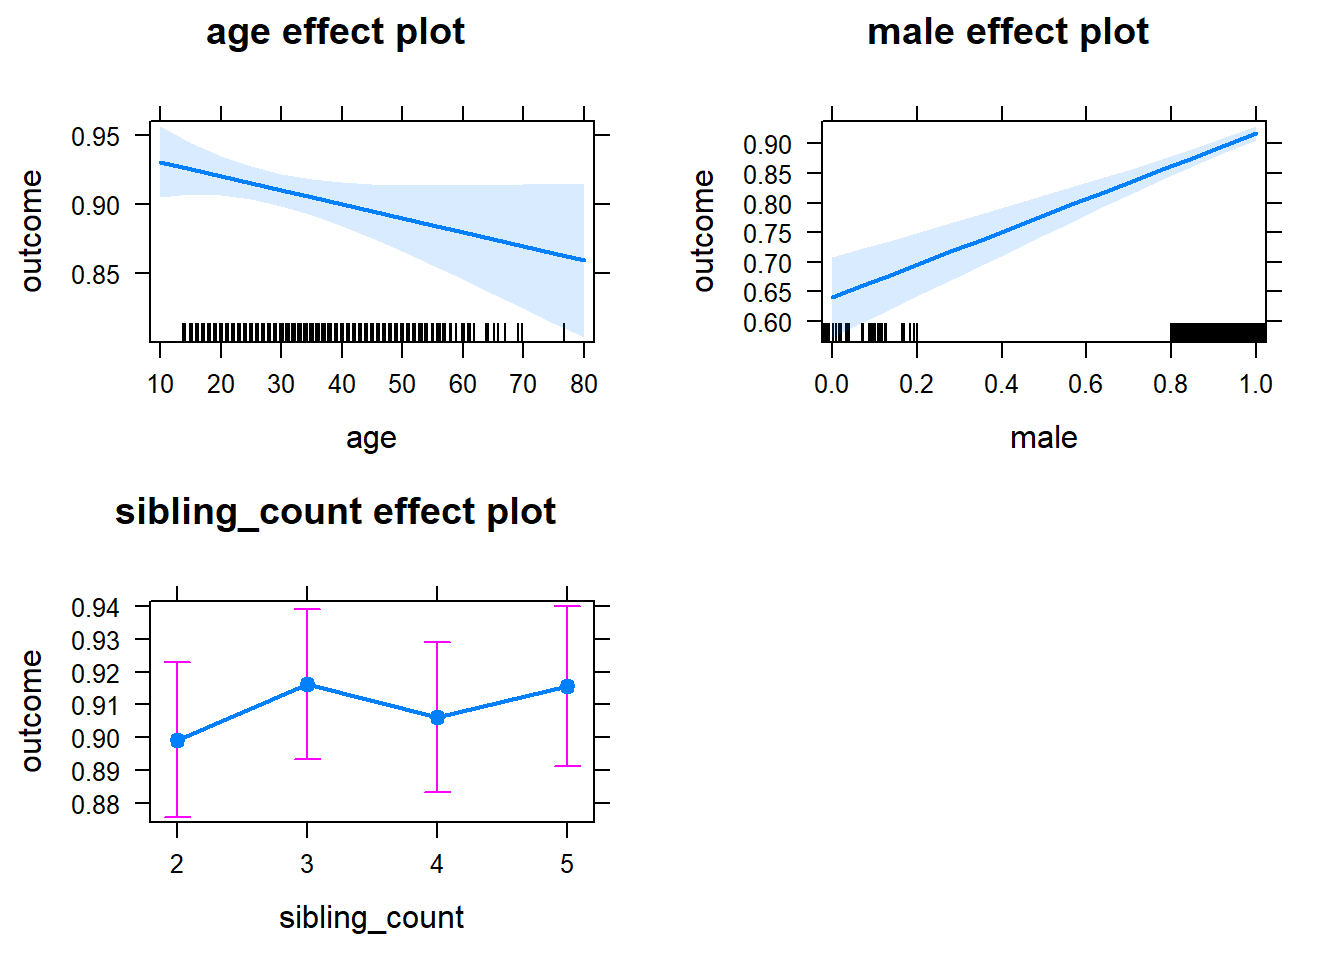 age effect plot
outcome
0.95
0.90
0.85
10 20 30 40 50 60 70 80
age
male effect plot
outcome
0.90
0.85
0.80
0.75
0.70
0.65
0.60
0.0 0.2 0.4 0.6 0.8 1.0
male
sibling_count effect plot
outcome
0.94
0.93
0.92
0.91
0.90
0.89
0.88
2 3 4 5
sibling_count